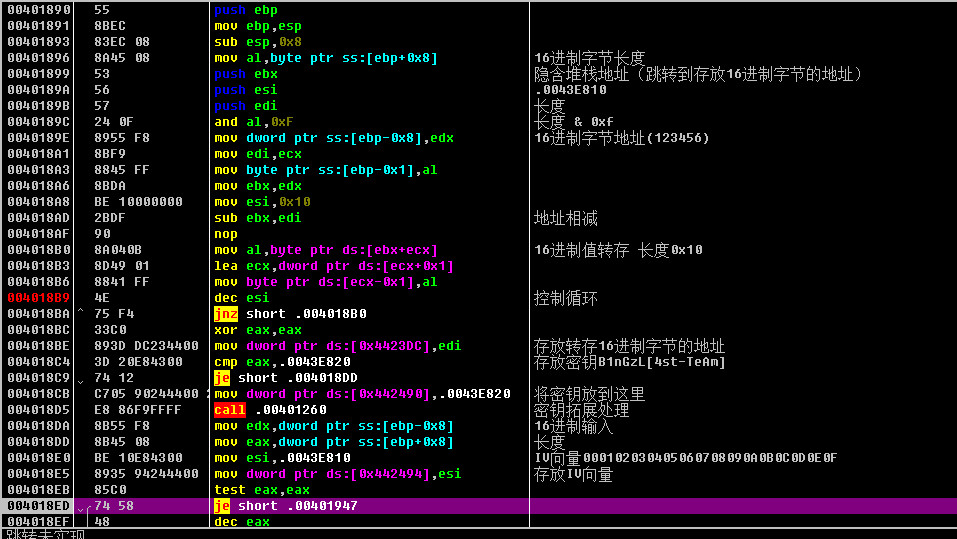 00401890 55 push ebp
00401891 8BEC mov ebp,esp
00401893 83EC 08 sub esp,0x8
00401896 8A45 08 mov al,byte ptr ss:[ebp+0x8] 16进制字节长度
00401899 53 push ebx 隐含堆栈地址（跳转到存放16进制字节的地址）
0040189A 56 push esi .0043E810
0040189B 57 push edi 长度
0040189C 24 0F and al,0xF 长度 & 0xf
0040189E 8955 F8 mov dword ptr ss:[ebp-0x8],edx 16进制字节地址(123456)
004018A1 8BF9 mov edi,ecx
004018A3 8845 FF mov byte ptr ss:[ebp-0x1],al
004018A6 8BDA mov ebx,edx
004018A8 BE 10000000 mov esi,0x10
004018AD 2BDF sub ebx,edi 地址相减
004018AF 90 nop
004018B0 8A040B mov al,byte ptr ds:[ebx+ecx] 16进制值转存 长度0x10
004018B3 8D49 01 lea ecx,dword ptr ds:[ecx+0x1]
004018B6 8841 FF mov byte ptr ds:[ecx-0x1],al
004018B9 4E dec esi 控制循环
004018BA ^ 75 F4 jnz short .004018B0
004018BC 33C0 xor eax,eax
004018BE 893D DC234400 mov dword ptr ds:[0x4423DC],edi 存放转存16进制字节的地址
004018C4 3D 20E84300 cmp eax,.0043E820 存放密钥B1nGzL[4st-TeAm]
004018C9 74 12 je short .004018DD
004018CB C705 90244400 2 mov dword ptr ds:[0x442490],.0043E820 将密钥放到这里
004018D5 E8 86F9FFFF call .00401260 密钥拓展处理
004018DA 8B55 F8 mov edx,dword ptr ss:[ebp-0x8] 16进制输入
004018DD 8B45 08 mov eax,dword ptr ss:[ebp+0x8] 长度
004018E0 BE 10E84300 mov esi,.0043E810 IV向量000102030405060708090A0B0C0D0E0F
004018E5 8935 94244400 mov dword ptr ds:[0x442494],esi 存放IV向量
004018EB 85C0 test eax,eax
004018ED 74 58 je short .00401947
004018EF 48 dec eax
跳转未实现